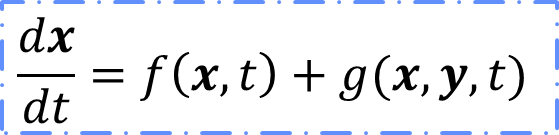 d𝒙/dt = f(𝒙, t) + g(𝒙, 𝒚, t)